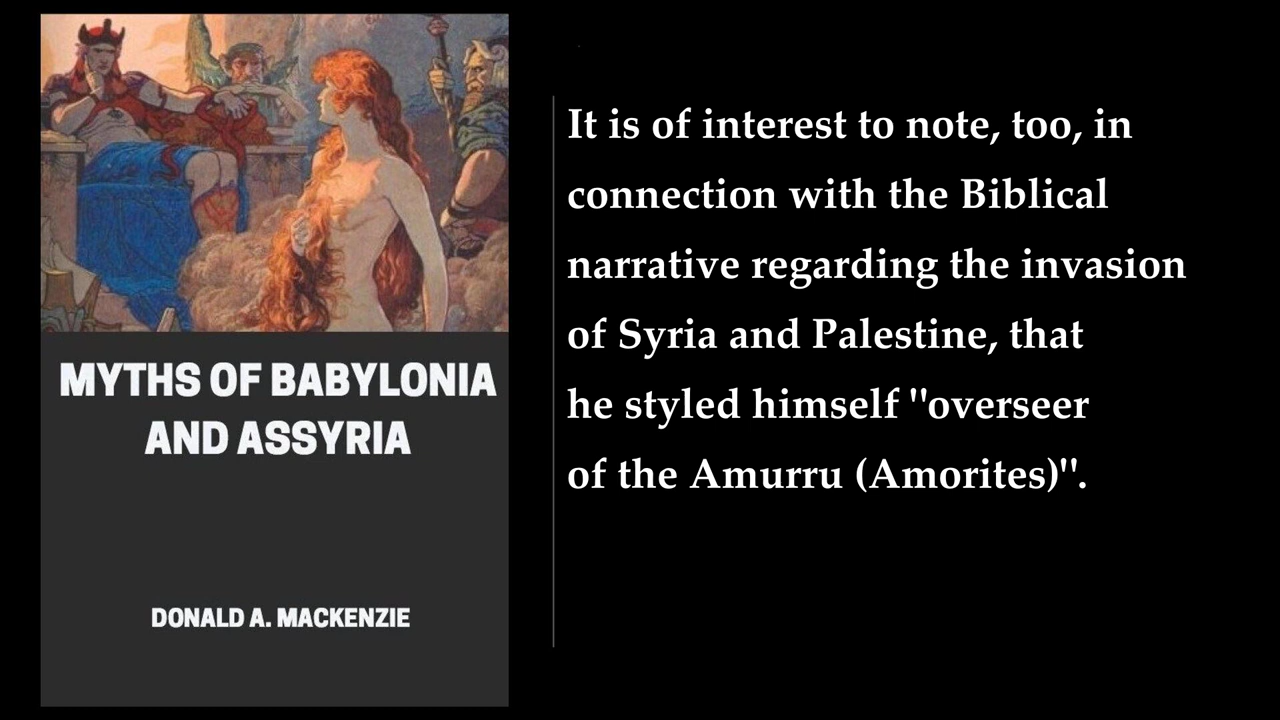 MYTHS OF BABYLONIA
AND ASSYRIA
DONALD A. MACKENZIE
It is of interest to note, too, in
connection with the Biblical
narrative regarding the invasion
of Syria and Palestine, that
he styled himself "overseer
of the Amurru (Amorites)".